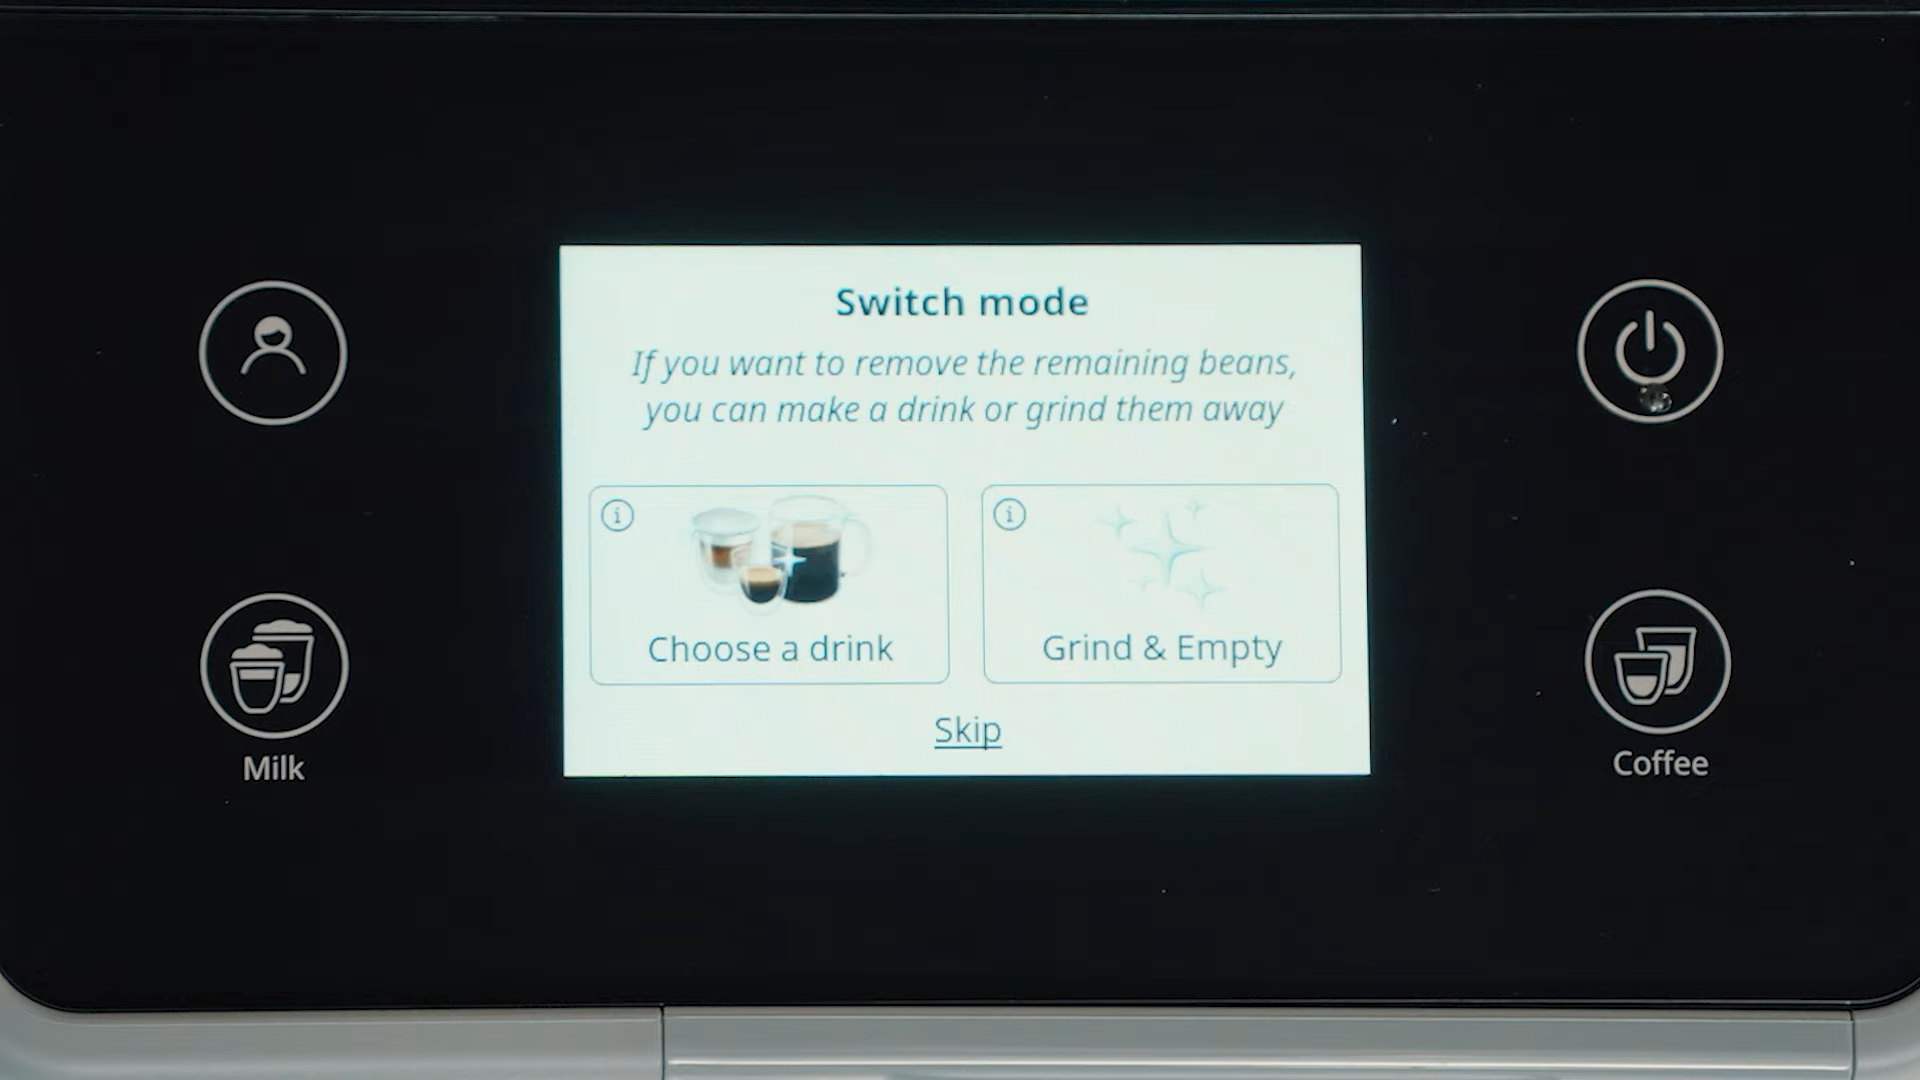 Switch mode
If you want to remove the remaining beans,
you can make a drink or grind them away
Choose a drink
Grind & Empty
Skip
Milk
Coffee